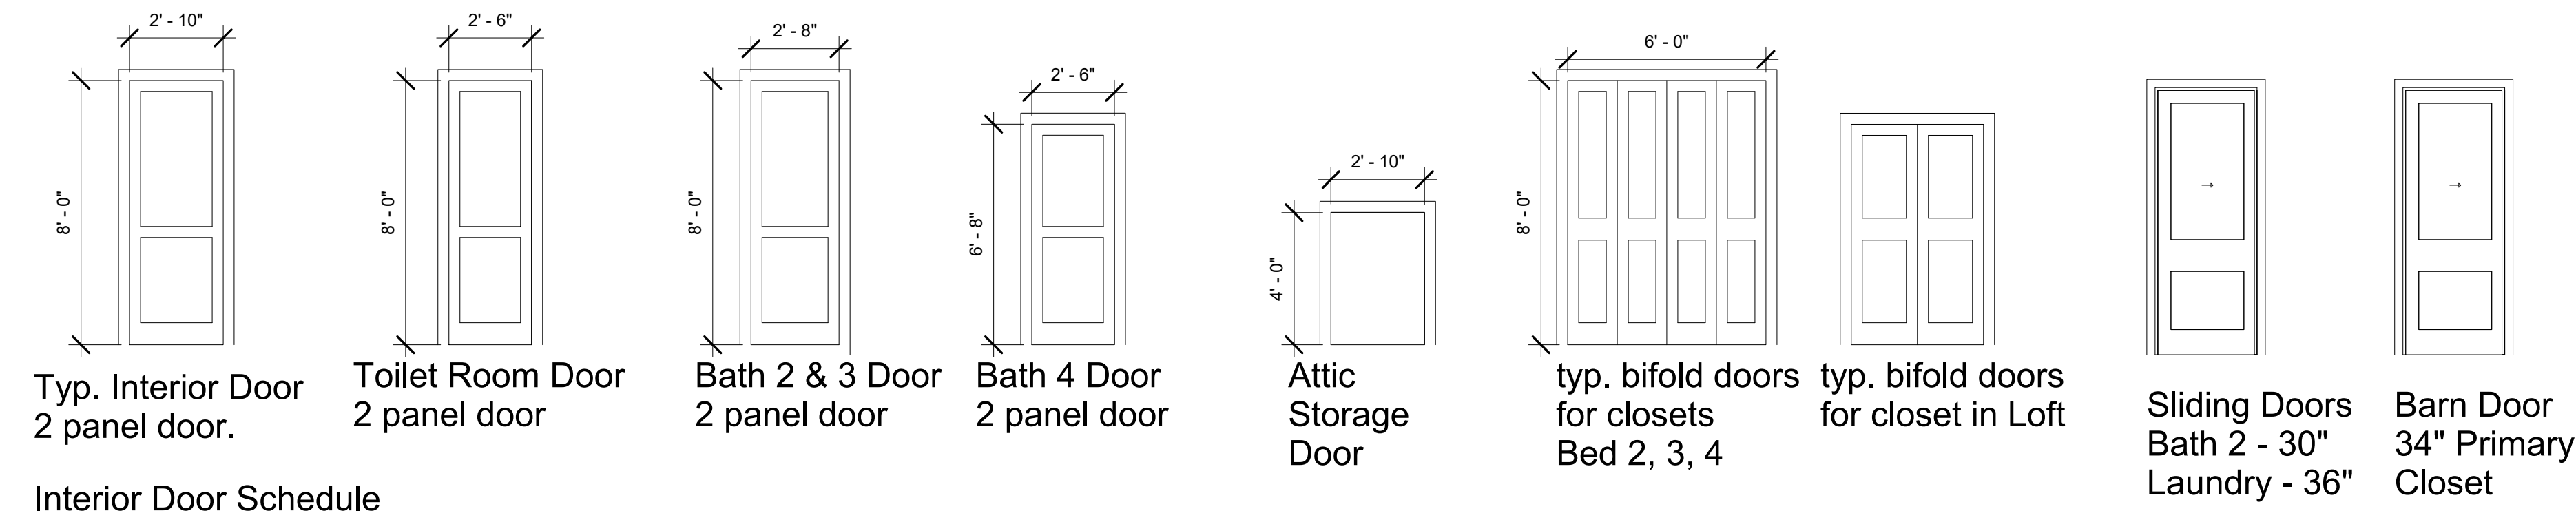 2' - 10"
8' - 0"
Typ. Interior Door
2 panel door.
2' - 6"
8' - 0"
Toilet Room Door
2 panel door
2' - 8"
8' - 0"
Bath 2 & 3 Door
2 panel door
2' - 6"
6' - 8"
Bath 4 Door
2 panel door
2' - 10"
4' - 0"
Attic
Storage
Door
6' - 0"
8' - 0"
typ. bifold doors
for closets
Bed 2, 3, 4
typ. bifold doors
for closet in Loft
Sliding Doors
Bath 2 - 30"
Laundry - 36"
Barn Door
34" Primary
Closet
Interior Door Schedule